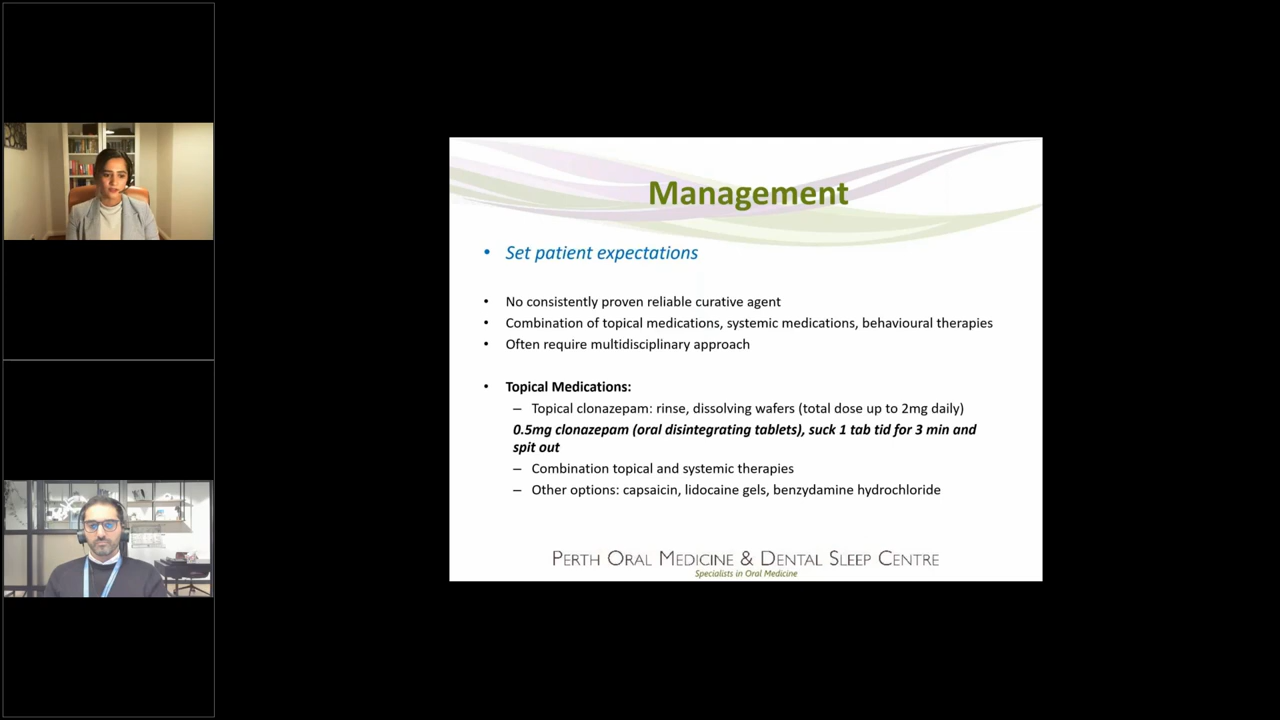 Management
• Set patient expectations
• No consistently proven reliable curative agent
• Combination of topical medications, systemic medications, behavioural therapies
• Often require multidisciplinary approach
• Topical Medications:
– Topical clonazepam: rinse, dissolving wafers (total dose up to 2mg daily)
0.5mg clonazepam (oral disintegrating tablets), suck 1 tab tid for 3 min and
spit out
– Combination topical and systemic therapies
– Other options: capsaicin, lidocaine gels, benzydamine hydrochloride
PERTH ORAL MEDICINE & DENTAL SLEEP CENTRE
Specialists in Oral Medicine